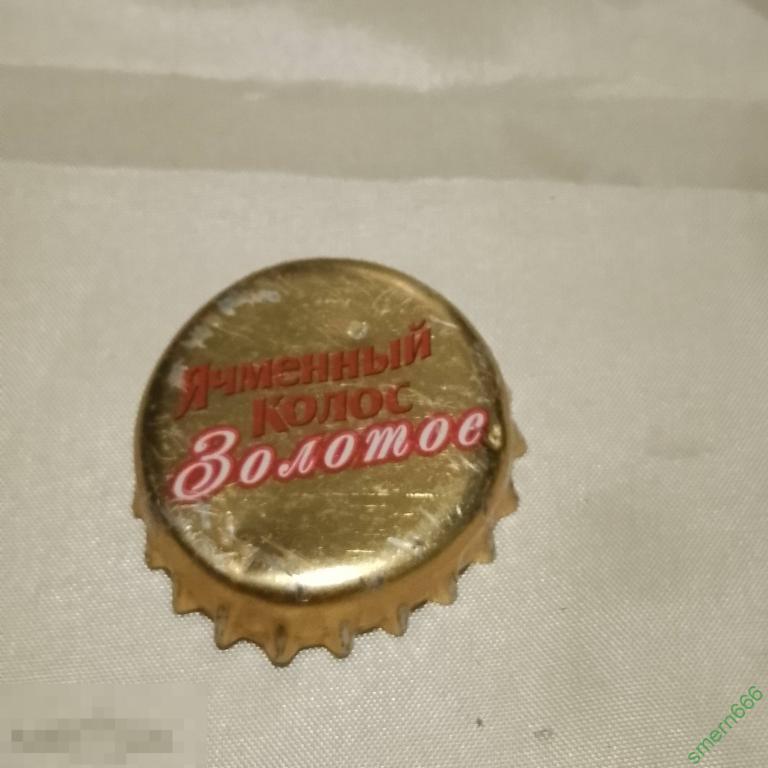 Ячменный
колос
Золотое
smern666